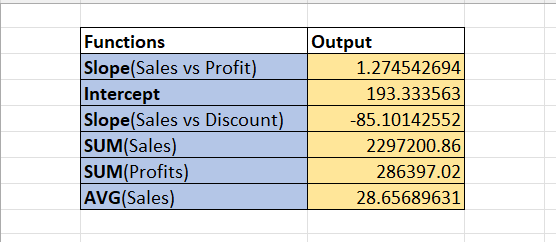 Functions Output
Slope(Sales vs Profit) 1.274542694
Intercept 193.333563
Slope(Sales vs Discount) -85.10142552
SUM(Sales) 2297200.86
SUM(Profits) 286397.02
AVG(Sales) 28.65689631